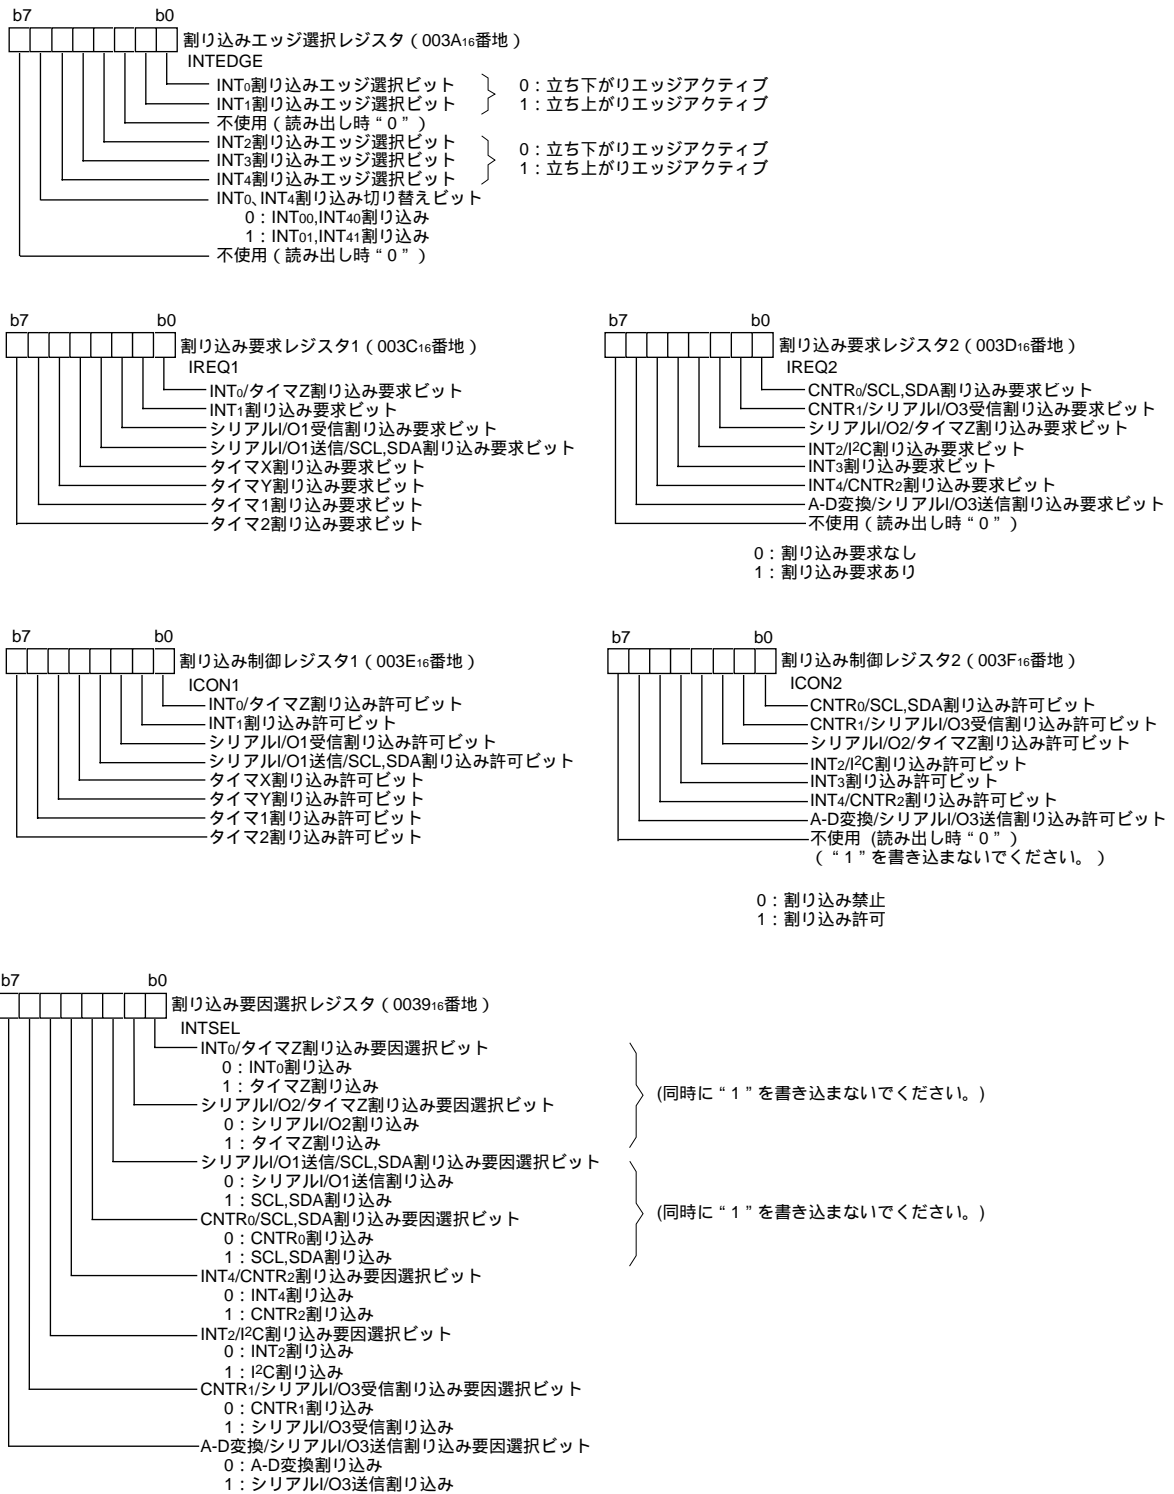 b7 b0
割り込みエッジ選択レジスタ（003A16番地）
INTEDGE
INT0割り込みエッジ選択ビット
INT1割り込みエッジ選択ビット
0：立ち下がりエッジアクティブ
1：立ち上がりエッジアクティブ
不使用（読み出し時“0”）
INT2割り込みエッジ選択ビット
INT3割り込みエッジ選択ビット
INT4割り込みエッジ選択ビット
0：立ち下がりエッジアクティブ
1：立ち上がりエッジアクティブ
INT0、INT4割り込み切り替えビット
0：INT00,INT40割り込み
1：INT01,INT41割り込み
不使用（読み出し時“0”）
b7 b0
割り込み要求レジスタ1（003C16番地）
IREQ1
INT0/タイマZ割り込み要求ビット
INT1割り込み要求ビット
シリアルI/O1受信割り込み要求ビット
シリアルI/O1送信/SCL,SDA割り込み要求ビット
タイマX割り込み要求ビット
タイマY割り込み要求ビット
タイマ1割り込み要求ビット
タイマ2割り込み要求ビット
b7 b0
割り込み要求レジスタ2（003D16番地）
IREQ2
CNTR0/SCL,SDA割り込み要求ビット
CNTR1/シリアルI/O3受信割り込み要求ビット
シリアルI/O2/タイマZ割り込み要求ビット
INT2/I²C割り込み要求ビット
INT3割り込み要求ビット
INT4/CNTR2割り込み要求ビット
A-D変換/シリアルI/O3送信割り込み要求ビット
不使用（読み出し時“0”）
0：割り込み要求なし
1：割り込み要求あり
b7 b0
割り込み制御レジスタ1（003E16番地）
ICON1
INT0/タイマZ割り込み許可ビット
INT1割り込み許可ビット
シリアルI/O1受信割り込み許可ビット
シリアルI/O1送信/SCL,SDA割り込み許可ビット
タイマX割り込み許可ビット
タイマY割り込み許可ビット
タイマ1割り込み許可ビット
タイマ2割り込み許可ビット
b7 b0
割り込み制御レジスタ2（003F16番地）
ICON2
CNTR0/SCL,SDA割り込み許可ビット
CNTR1/シリアルI/O3受信割り込み許可ビット
シリアルI/O2/タイマZ割り込み許可ビット
INT2/I²C割り込み許可ビット
INT3割り込み許可ビット
INT4/CNTR2割り込み許可ビット
A-D変換/シリアルI/O3送信割り込み許可ビット
不使用 (読み出し時“0”）
（“1”を書き込まないでください。）
0：割り込み禁止
1：割り込み許可
b7 b0
割り込み要因選択レジスタ（003916番地）
INTSEL
INT0/タイマZ割り込み要因選択ビット
0：INT0割り込み
1：タイマZ割り込み
シリアルI/O2/タイマZ割り込み要因選択ビット
0：シリアルI/O2割り込み
1：タイマZ割り込み
(同時に“1”を書き込まないでください。)
シリアルI/O1送信/SCL,SDA割り込み要因選択ビット
0：シリアルI/O1送信割り込み
1：SCL,SDA割り込み
CNTR0/SCL,SDA割り込み要因選択ビット
0：CNTR0割り込み
1：SCL,SDA割り込み
(同時に“1”を書き込まないでください。)
INT4/CNTR2割り込み要因選択ビット
0：INT4割り込み
1：CNTR2割り込み
INT2/I²C割り込み要因選択ビット
0：INT2割り込み
1：I²C割り込み
CNTR1/シリアルI/O3受信割り込み要因選択ビット
0：CNTR1割り込み
1：シリアルI/O3受信割り込み
A-D変換/シリアルI/O3送信割り込み要因選択ビット
0：A-D変換割り込み
1：シリアルI/O3送信割り込み